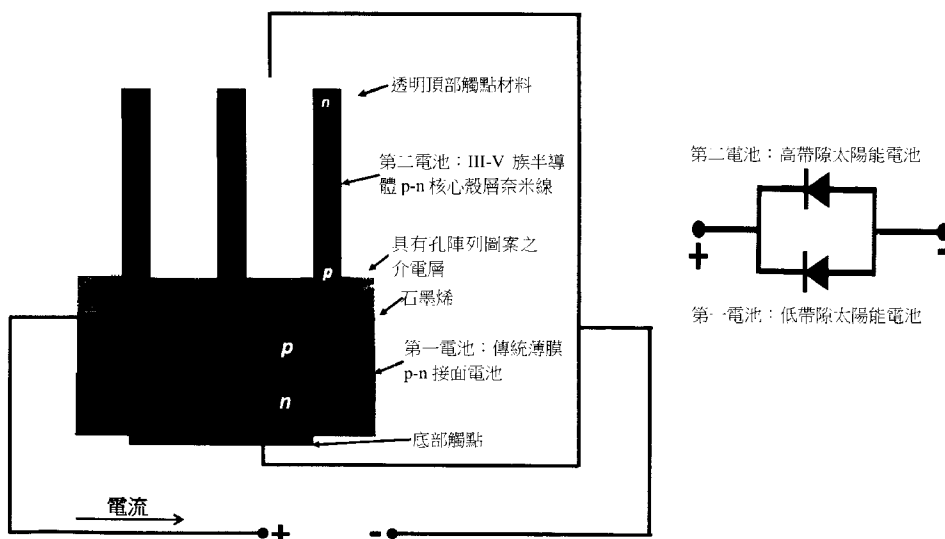 透明頂部觸點材料
n
第二電池：III-V 族半導
體 p-n 核心殼層奈米線
具有孔陣列圖案之
介電層
p
石墨烯
p
第一電池：傳統薄膜
p-n 接面電池
n
底部觸點
電流
+
-
第二電池：高帶隙太陽能電池
+
-
第一電池：低帶隙太陽能電池